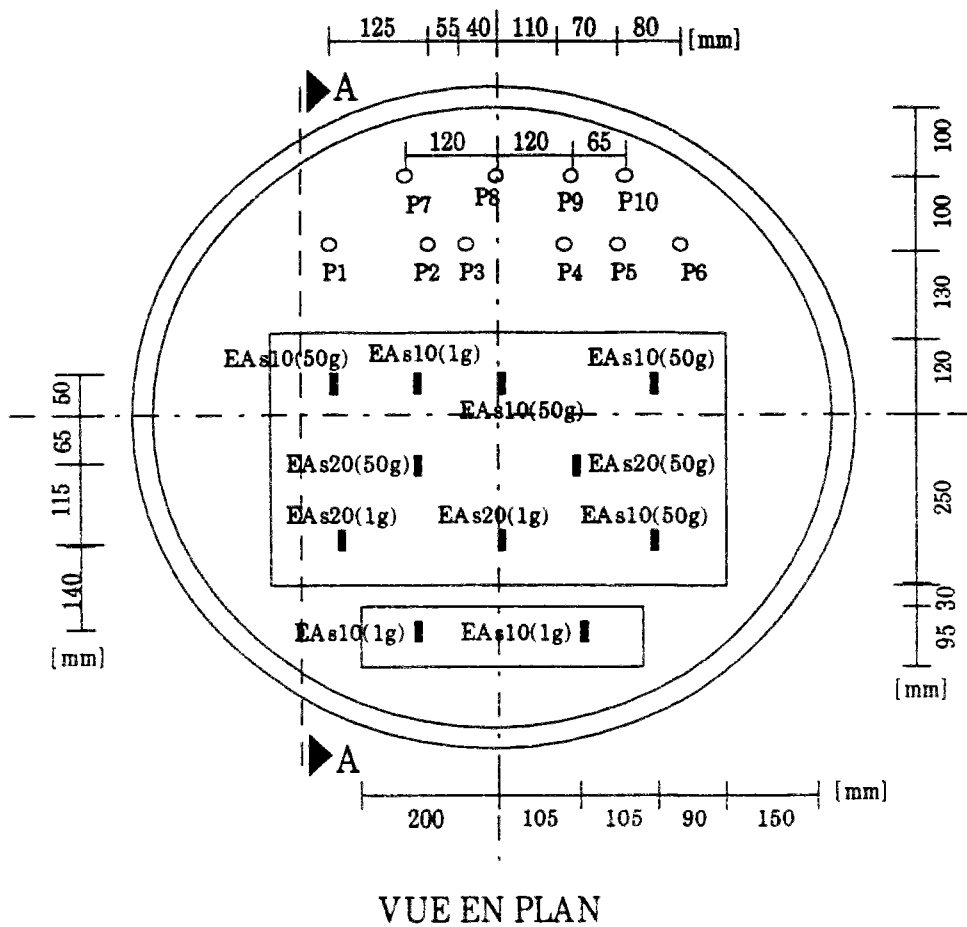 125 55 40 110 70 80 [mm]
A
120 120 65
P7 P8 P9 P10
P1 P2 P3 P4 P5 P6
100
100
130
120
250
30
95
[mm]
EAs10(50g) EAs10(1g) EAs10(50g)
EAs10(50g)
EAs20(50g) EAs20(50g)
EAs20(1g) EAs20(1g) EAs10(50g)
EAs10(1g) EAs10(1g)
50
65
115
140
[mm]
A
200 105 105 90 150 [mm]
VUE EN PLAN